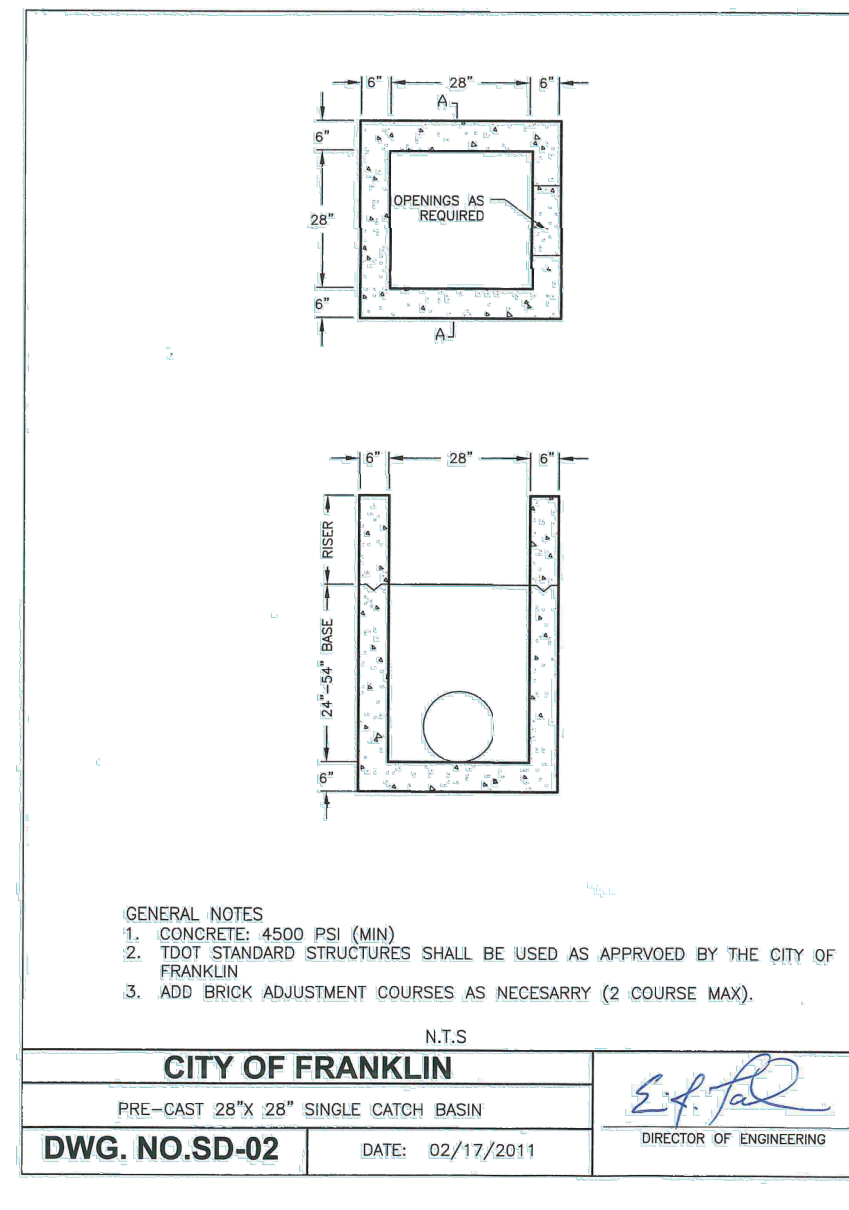 6" 28" 6"
A
6"
OPENINGS AS
REQUIRED
28"
6"
A
6" 28" 6"
RISER
24"-54" BASE
6"
GENERAL NOTES
1. CONCRETE: 4500 PSI (MIN)
2. TDOT STANDARD STRUCTURES SHALL BE USED AS APPRVOED BY THE CITY OF
FRANKLIN
3. ADD BRICK ADJUSTMENT COURSES AS NECESARRY (2 COURSE MAX).
N.T.S
CITY OF FRANKLIN
PRE-CAST 28"X 28" SINGLE CATCH BASIN
DWG. NO.SD-02
DATE: 02/17/2011
DIRECTOR OF ENGINEERING